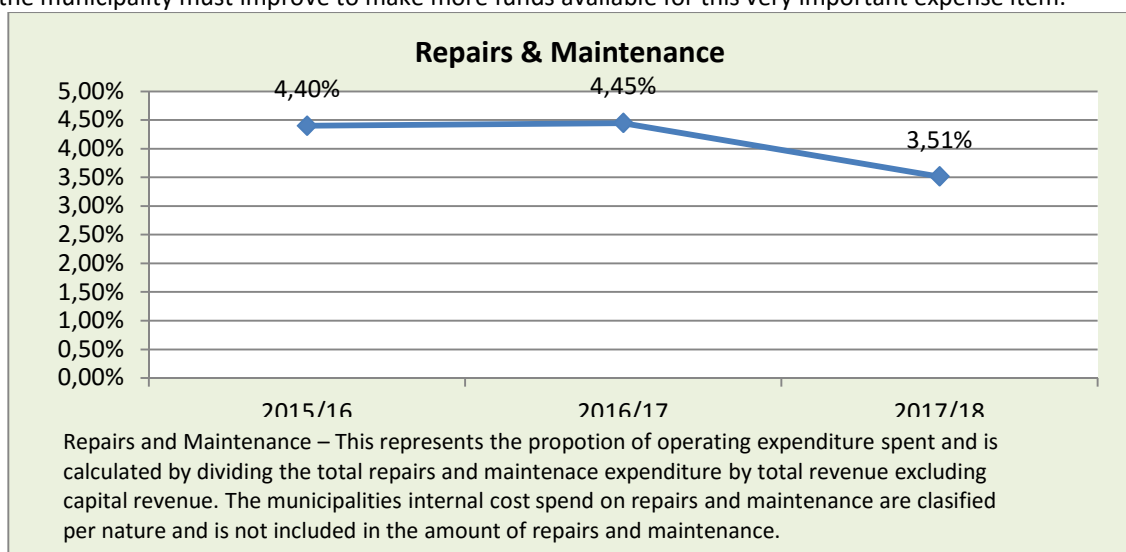 the municipality must improve to make more funds available for this very important expense item.
Repairs & Maintenance
5,00%
4,50%
4,00%
3,50%
3,00%
2,50%
2,00%
1,50%
1,00%
0,50%
0,00%
4,40%
4,45%
3,51%
2015/16
2016/17
2017/18
Repairs and Maintenance – This represents the propotion of operating expenditure spent and is
calculated by dividing the total repairs and maintenace expenditure by total revenue excluding
capital revenue. The municipalities internal cost spend on repairs and maintenance are clasified
per nature and is not included in the amount of repairs and maintenance.